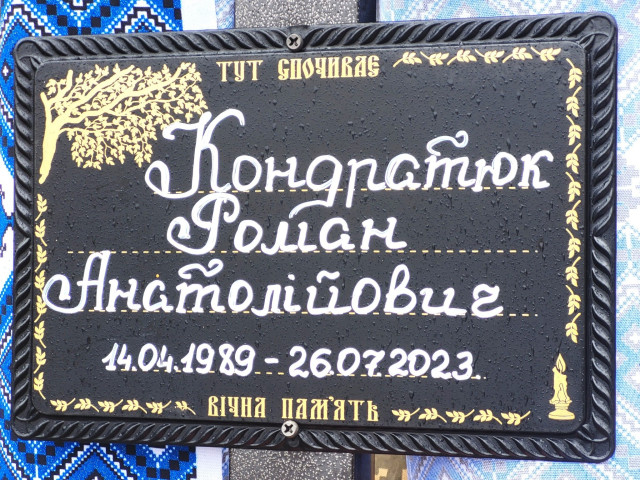 ТУТ СПОЧИВАЄ
Кондратюк
Роман
Анатолійович
14.04.1989 - 26.07.2023
ВІЧНА ПАМ'ЯТЬ